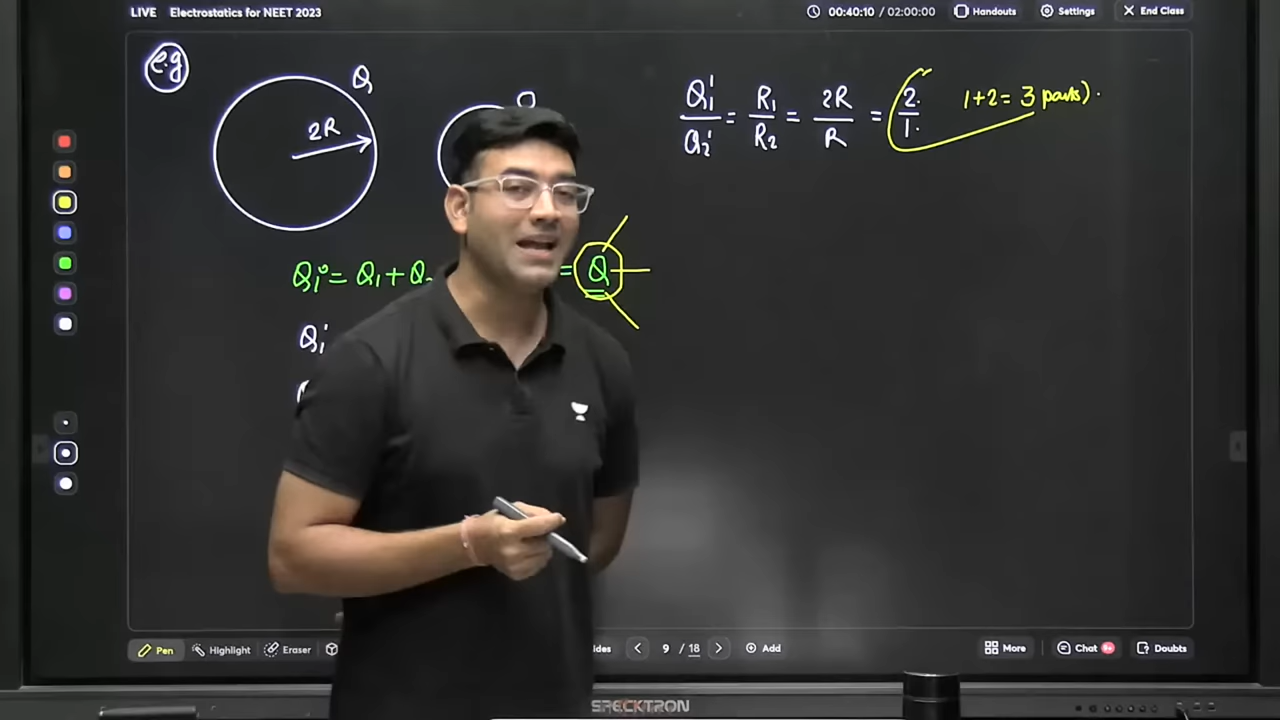 LIVE Electrostatics for NEET 2023 00:40:10 / 02:00:00 Handouts Settings End Class
e.g
Q
2R
Q₁' / Q₂' = R₁ / R₂ = 2R / R = 2 / 1
1+2=3 parts)
= Q₁+Q
= Q
Q₁'
Pen Highlight Eraser 9 / 18 Add More Chat Doubts
SPECKTRON